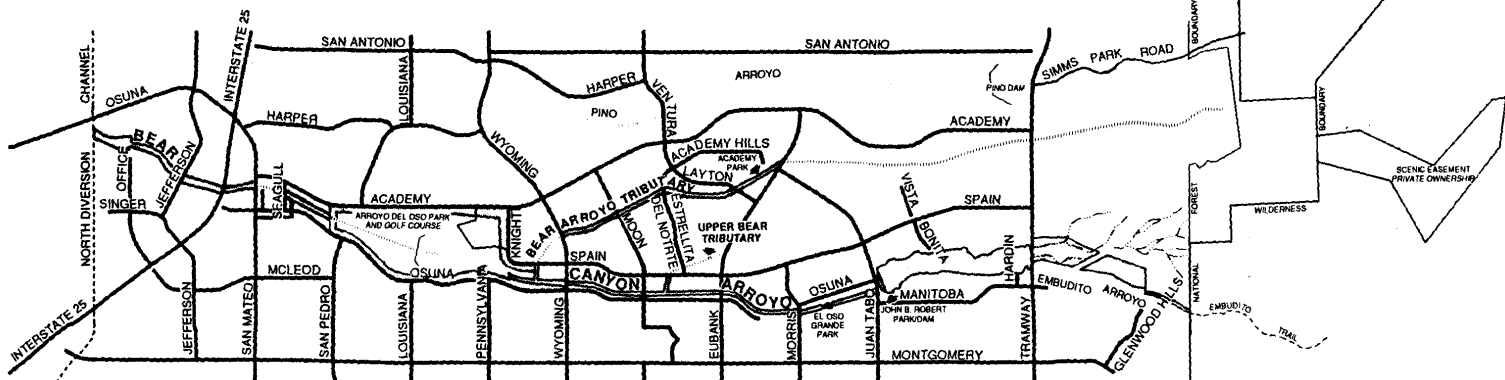 SAN ANTONIO
SAN ANTONIO
INTERSTATE 25
NORTH DIVERSION CHANNEL
OSUNA
HARPER
LOUISIANA
HARPER
PINO
ARROYO
VENTURA
PINO DAM
SIMMS PARK ROAD
BOUNDARY
BOUNDARY
BEAR
OFFICE
JEFFERSON
SINGER
SEAGULL
ACADEMY
WYOMING
ACADEMY HILLS
ACADEMY
PARK
LAYTON
ACADEMY
ARROYO DEL OSO PARK
AND GOLF COURSE
KNIGHT
BEAR ARROYO TRIBUTARY
MOON
ESTRELLITA
DEL NOTRTE
UPPER BEAR
TRIBUTARY
VISTA BONITA
SPAIN
SCENIC EASEMENT
PRIVATE OWNERSHIP
WILDERNESS
NATIONAL FOREST
MCLEOD
OSUNA
SPAIN
CANYON ARROYO
OSUNA
MANITOBA
JOHN B. ROBERT
PARK/DAM
EL OSO
GRANDE
PARK
HARDIN
EMBUDITO ARROYO
EMBUDITO TRAIL
GLENWOOD HILLS
INTERSTATE 25
JEFFERSON
SAN MATEO
SAN PEDRO
LOUISIANA
PENNSYLVANIA
WYOMING
EUBANK
MORRIS
JUAN TABO
TRAMWAY
MONTGOMERY